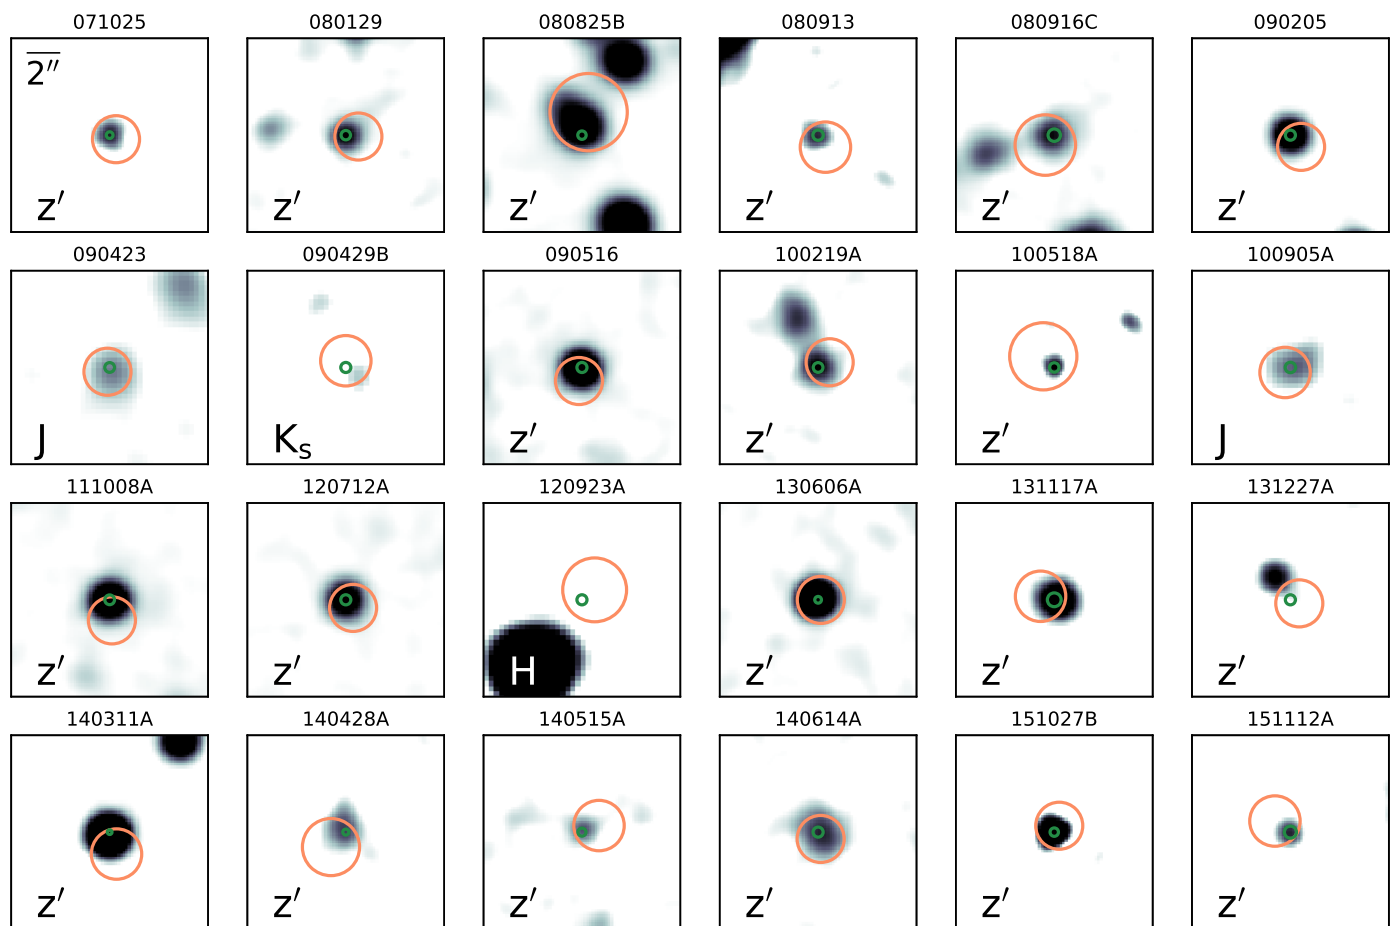 071025 080129 080825B 080913 080916C 090205
2″
z′ z′ z′ z′ z′ z′
090423 090429B 090516 100219A 100518A 100905A
J Ks z′ z′ z′ J
111008A 120712A 120923A 130606A 131117A 131227A
z′ z′ H z′ z′ z′
140311A 140428A 140515A 140614A 151027B 151112A
z′ z′ z′ z′ z′ z′